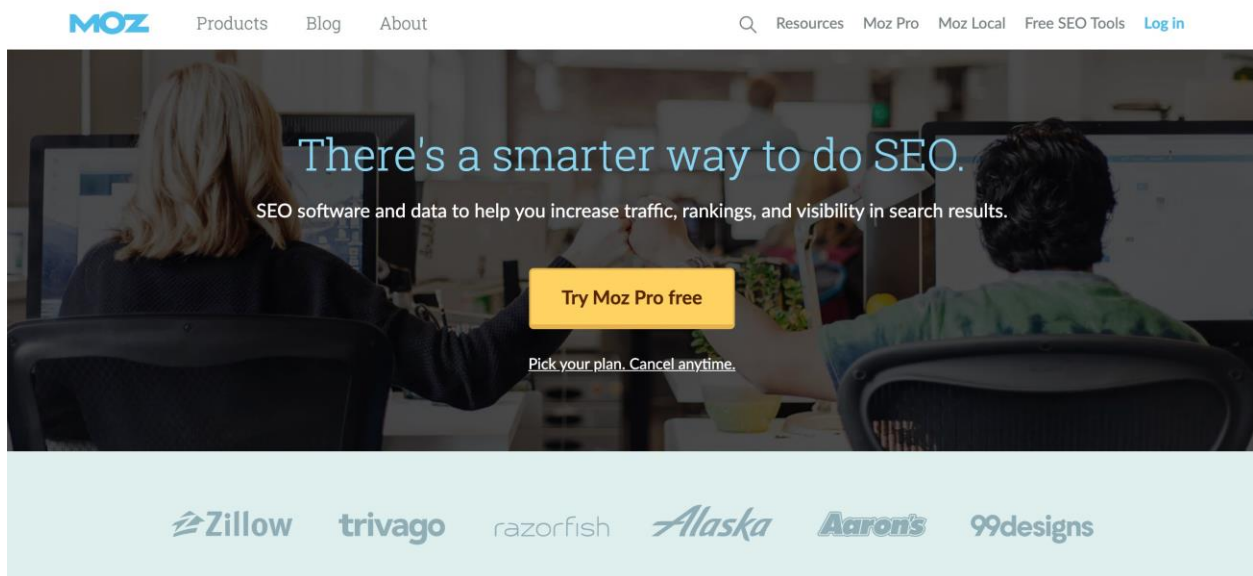 MOZ Products Blog About Resources Moz Pro Moz Local Free SEO Tools Log in
There's a smarter way to do SEO.
SEO software and data to help you increase traffic, rankings, and visibility in search results.
Try Moz Pro free
Pick your plan. Cancel anytime.
Zillow trivago razorfish Alaska Aaron's 99designs